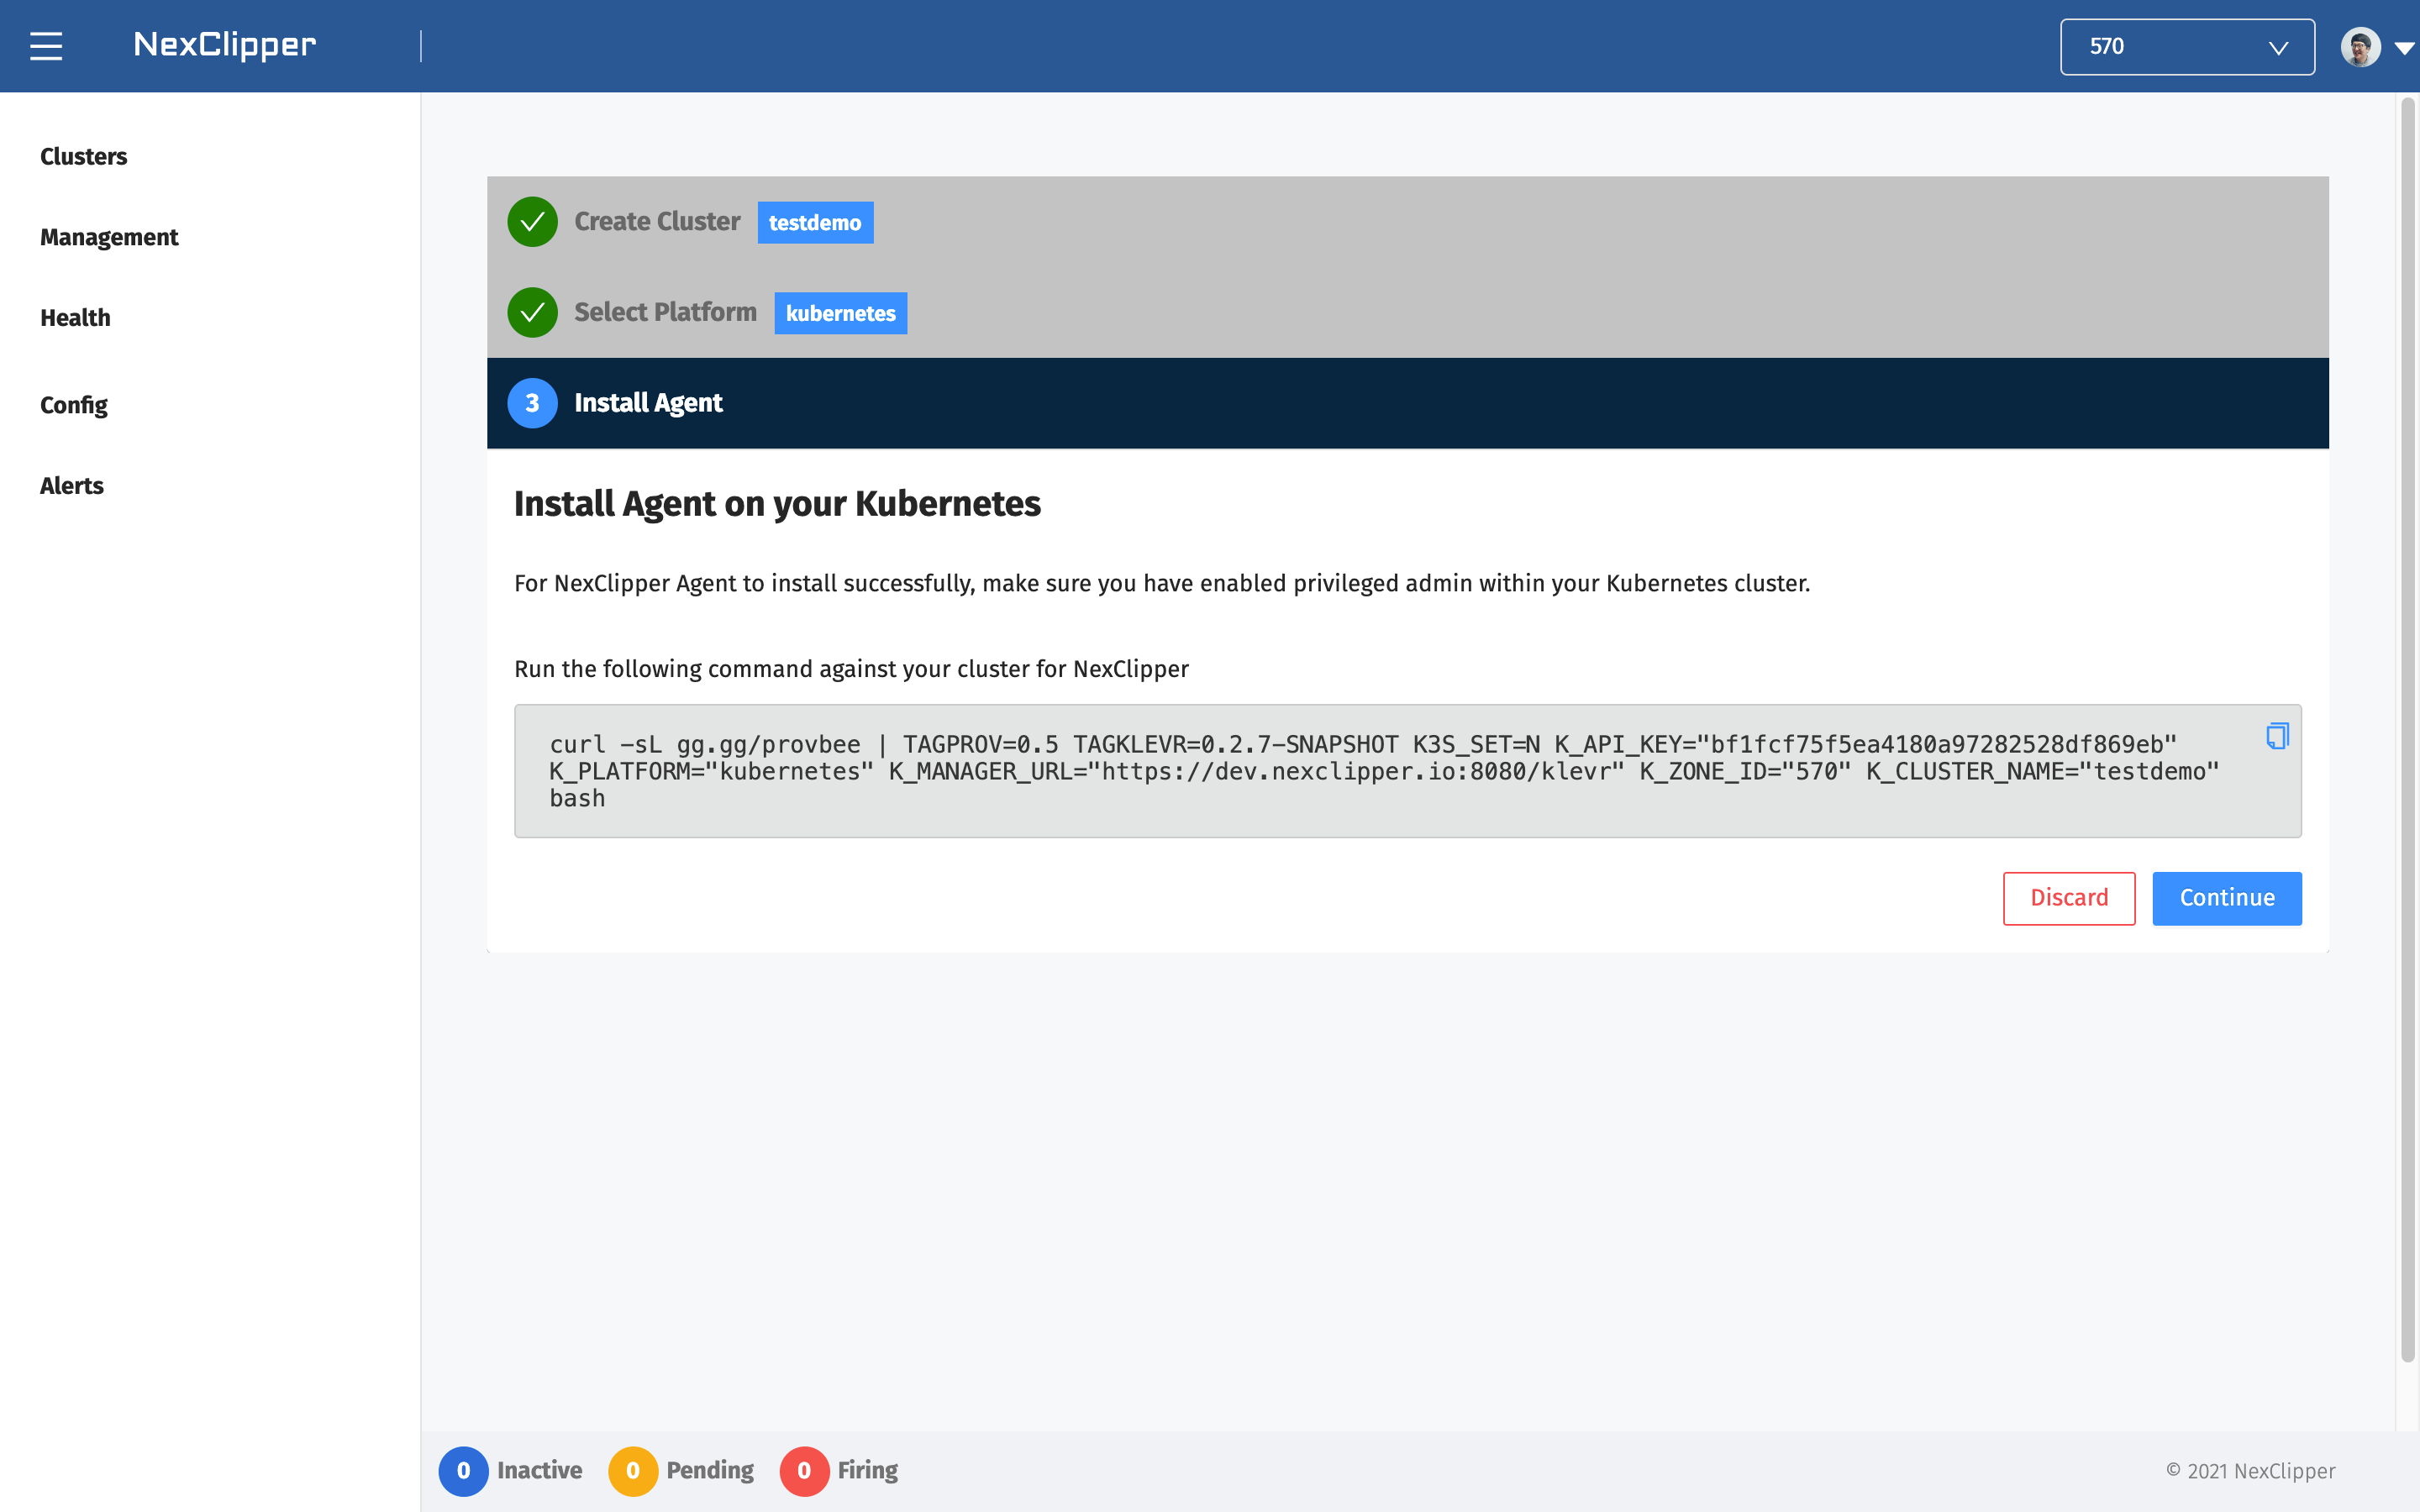 NexClipper
570
Clusters
Management
Health
Config
Alerts
Create Cluster testdemo
Select Platform kubernetes
3 Install Agent
Install Agent on your Kubernetes
For NexClipper Agent to install successfully, make sure you have enabled privileged admin within your Kubernetes cluster.
Run the following command against your cluster for NexClipper
curl -sL gg.gg/provbee | TAGPROV=0.5 TAGKLEVR=0.2.7-SNAPSHOT K3S_SET=N K_API_KEY="bf1fcf75f5ea4180a97282528df869eb"
K_PLATFORM="kubernetes" K_MANAGER_URL="https://dev.nexclipper.io:8080/klevr" K_ZONE_ID="570" K_CLUSTER_NAME="testdemo"
bash
Discard Continue
0 Inactive 0 Pending 0 Firing
© 2021 NexClipper